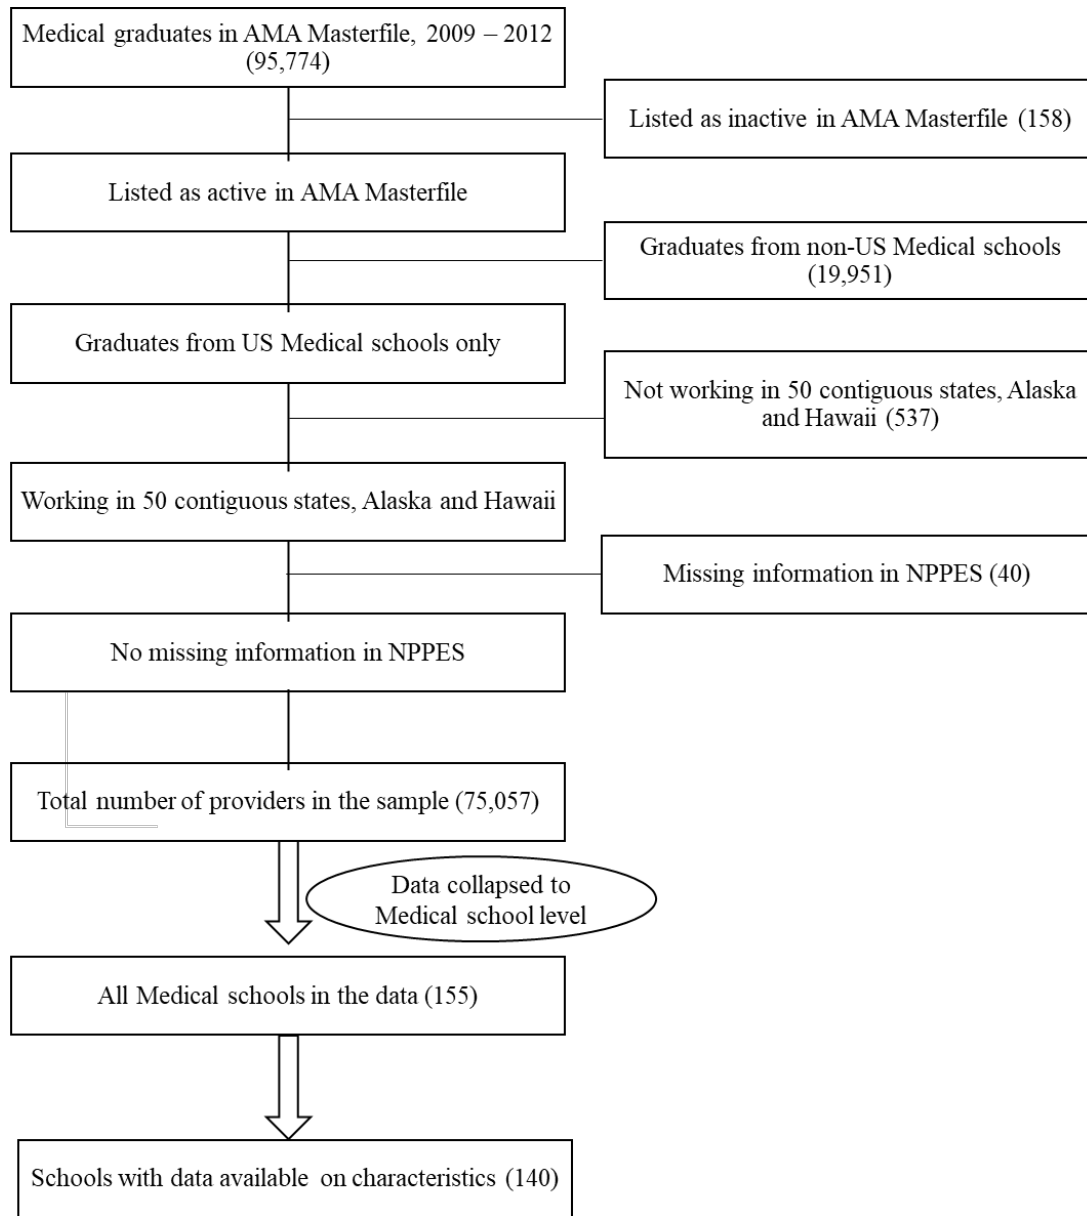 Medical graduates in AMA Masterfile, 2009 – 2012
(95,774)
Listed as inactive in AMA Masterfile (158)
Listed as active in AMA Masterfile
Graduates from non-US Medical schools
(19,951)
Graduates from US Medical schools only
Not working in 50 contiguous states, Alaska
and Hawaii (537)
Working in 50 contiguous states, Alaska and Hawaii
Missing information in NPPES (40)
No missing information in NPPES
Total number of providers in the sample (75,057)
Data collapsed to
Medical school level
All Medical schools in the data (155)
Schools with data available on characteristics (140)